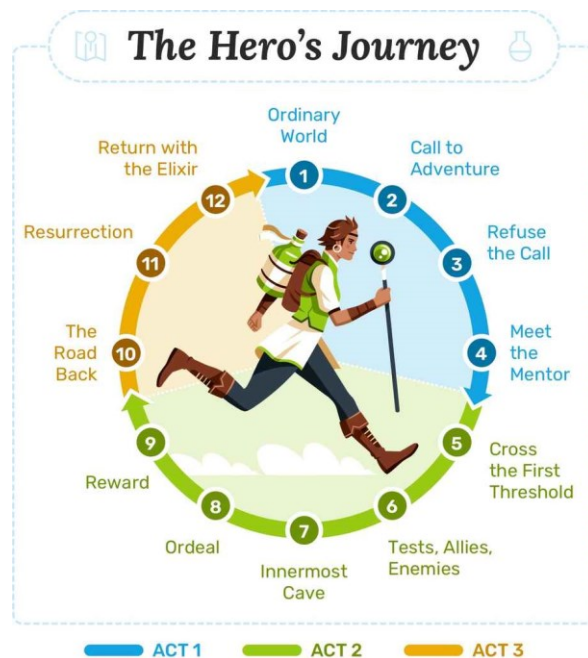 The Hero's Journey
1
Ordinary
World
2
Call to
Adventure
3
Refuse
the Call
4
Meet
the
Mentor
5
Cross
the First
Threshold
6
Tests, Allies,
Enemies
7
Innermost
Cave
8
Ordeal
9
Reward
10
The
Road
Back
11
Resurrection
12
Return with
the Elixir
ACT 1
ACT 2
ACT 3